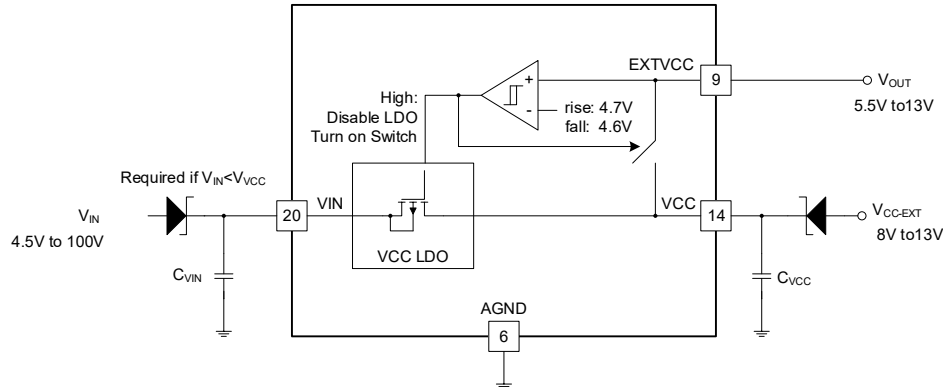 EXTVCC
9
VOUT
5.5V to13V
+
-
rise: 4.7V
fall: 4.6V
High:
Disable LDO
Turn on Switch
Required if VIN<VVCC
VIN
4.5V to 100V
20
VIN
VCC LDO
VCC
14
VCC-EXT
8V to13V
CVIN
CVCC
AGND
6